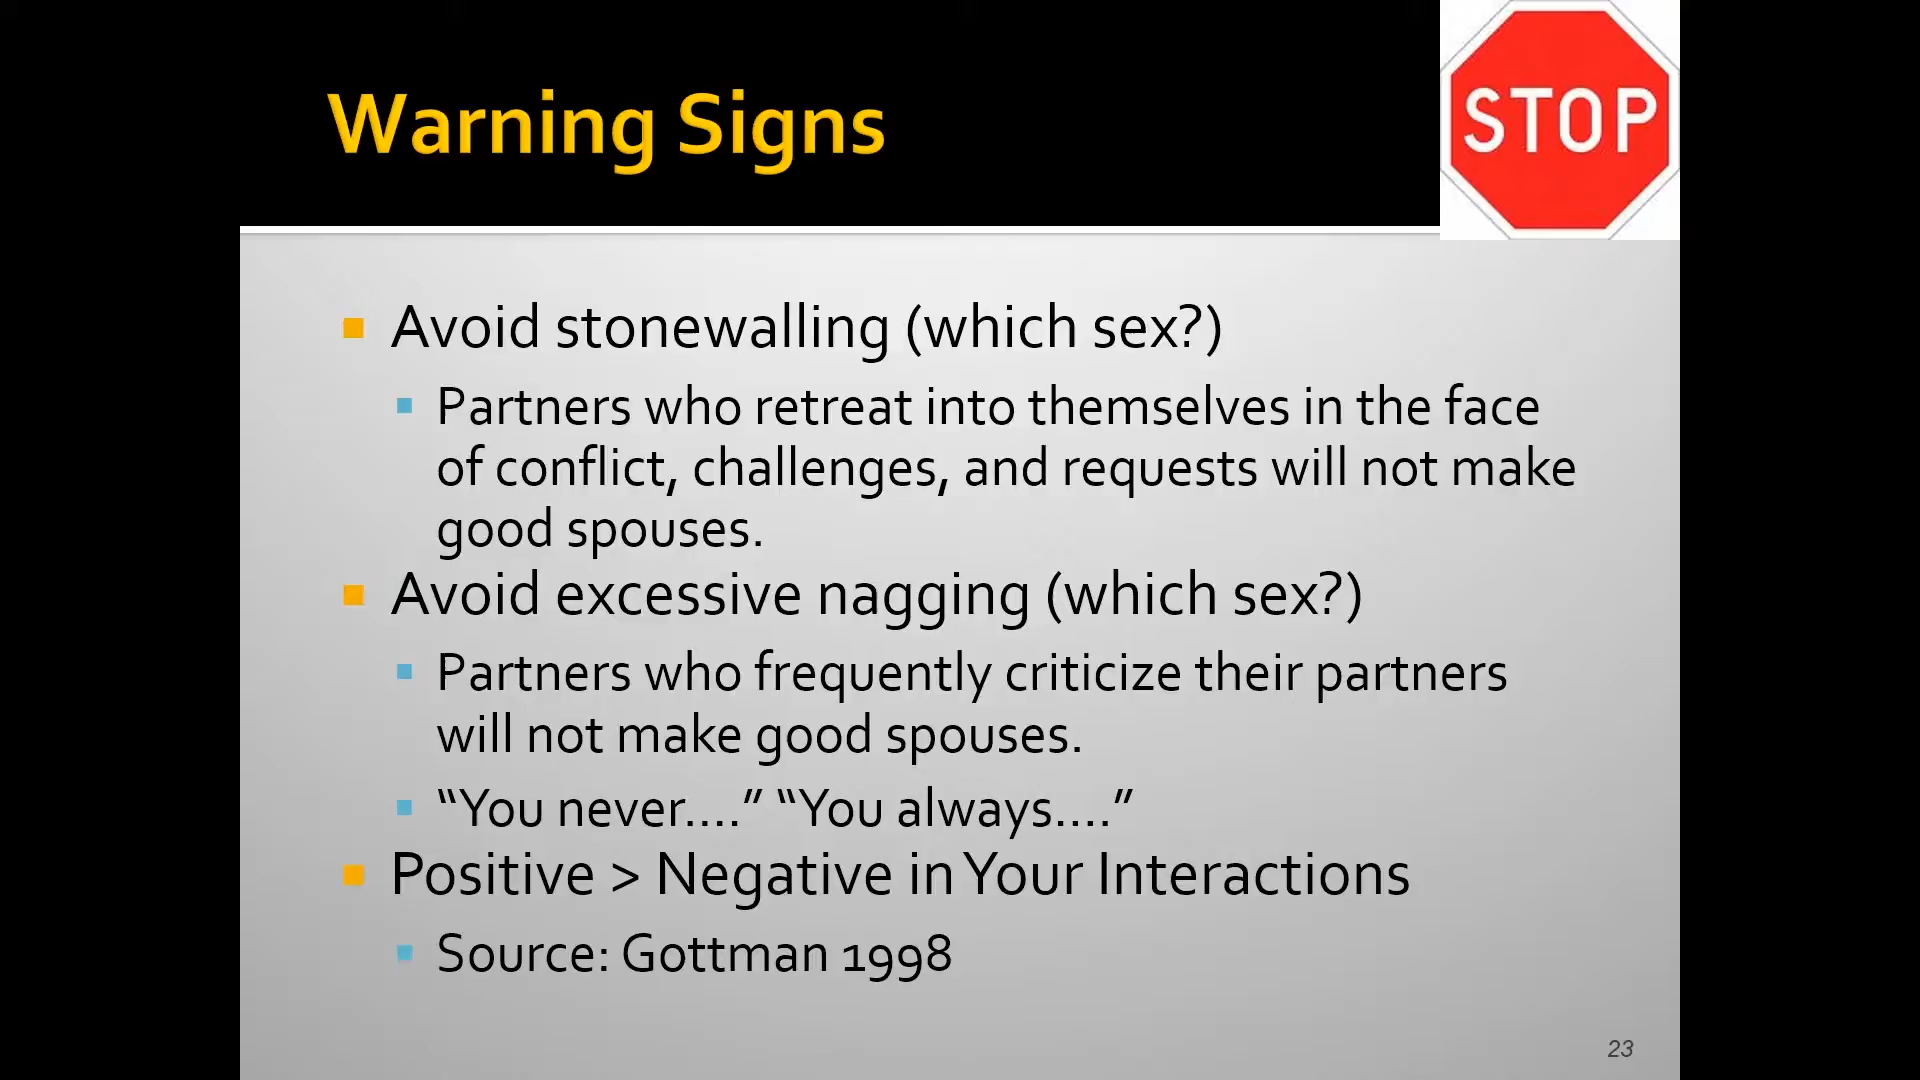 Warning Signs
STOP
Avoid stonewalling (which sex?)
Partners who retreat into themselves in the face
of conflict, challenges, and requests will not make
good spouses.
Avoid excessive nagging (which sex?)
Partners who frequently criticize their partners
will not make good spouses.
“You never....” “You always....”
Positive > Negative in Your Interactions
Source: Gottman 1998
23